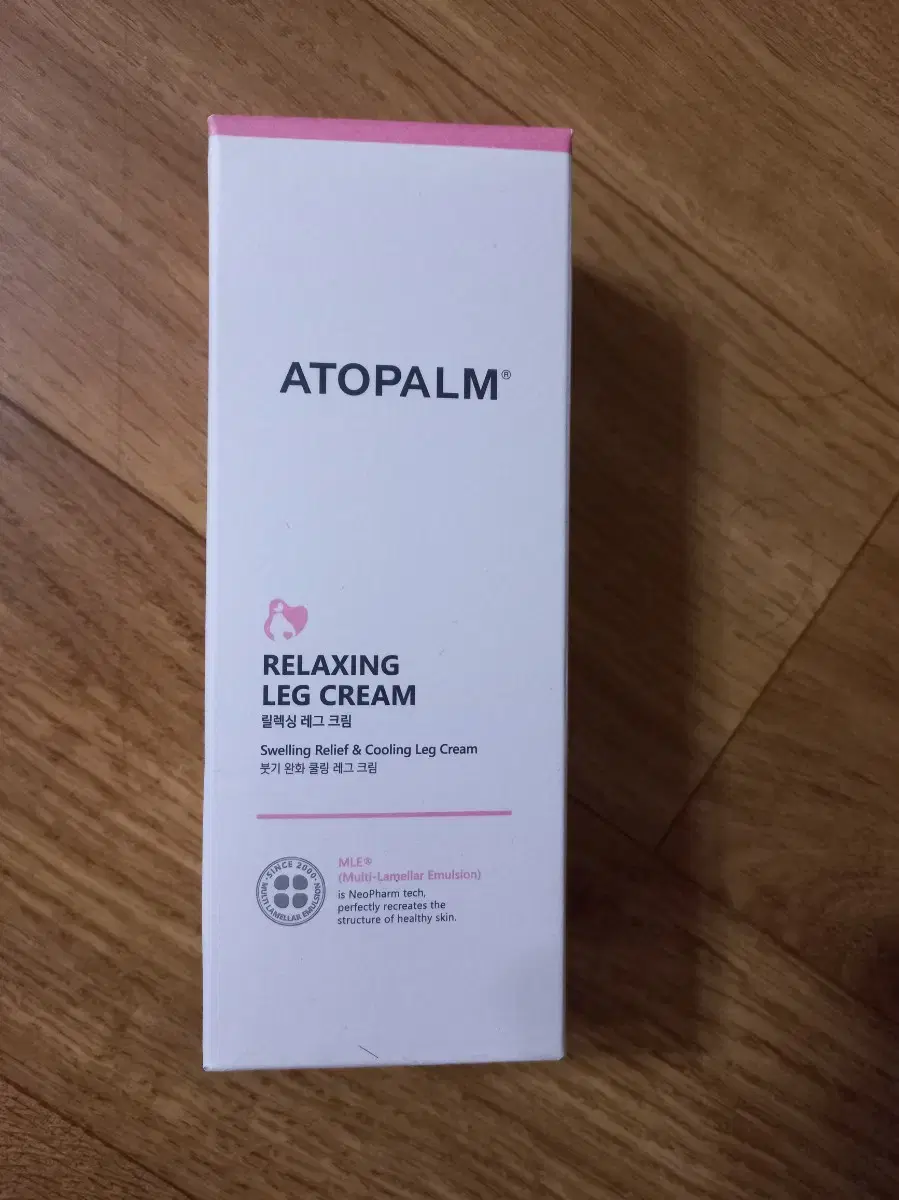 ATOPALM®
RELAXING
LEG CREAM
릴렉싱 레그 크림
Swelling Relief & Cooling Leg Cream
붓기 완화 쿨링 레그 크림
·SINCE 2000·
MULTI LAMELLAR EMULSION
MLE®
(Multi-Lamellar Emulsion)
is NeoPharm tech,
perfectly recreates the
structure of healthy skin.